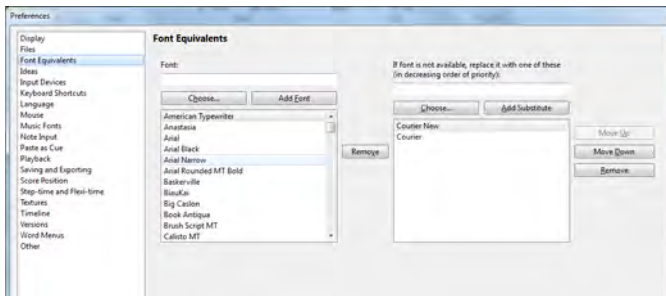 Preferences
Display
Files
Font Equivalents
Ideas
Input Devices
Keyboard Shortcuts
Language
Mouse
Music Fonts
Note Input
Paste as Cue
Playback
Saving and Exporting
Score Position
Step-time and Flexi-time
Textures
Timeline
Versions
Word Menus
Other
Font Equivalents
Font:
Choose...
Add Font
American Typewriter
Anastasia
Arial
Arial Black
Arial Narrow
Arial Rounded MT Bold
Baskerville
BiauKai
Big Caslon
Book Antiqua
Brush Script MT
Calisto MT
Remove
If font is not available, replace it with one of these
(in decreasing order of priority):
Choose...
Add Substitute
Courier New
Courier
Move Up
Move Down
Remove